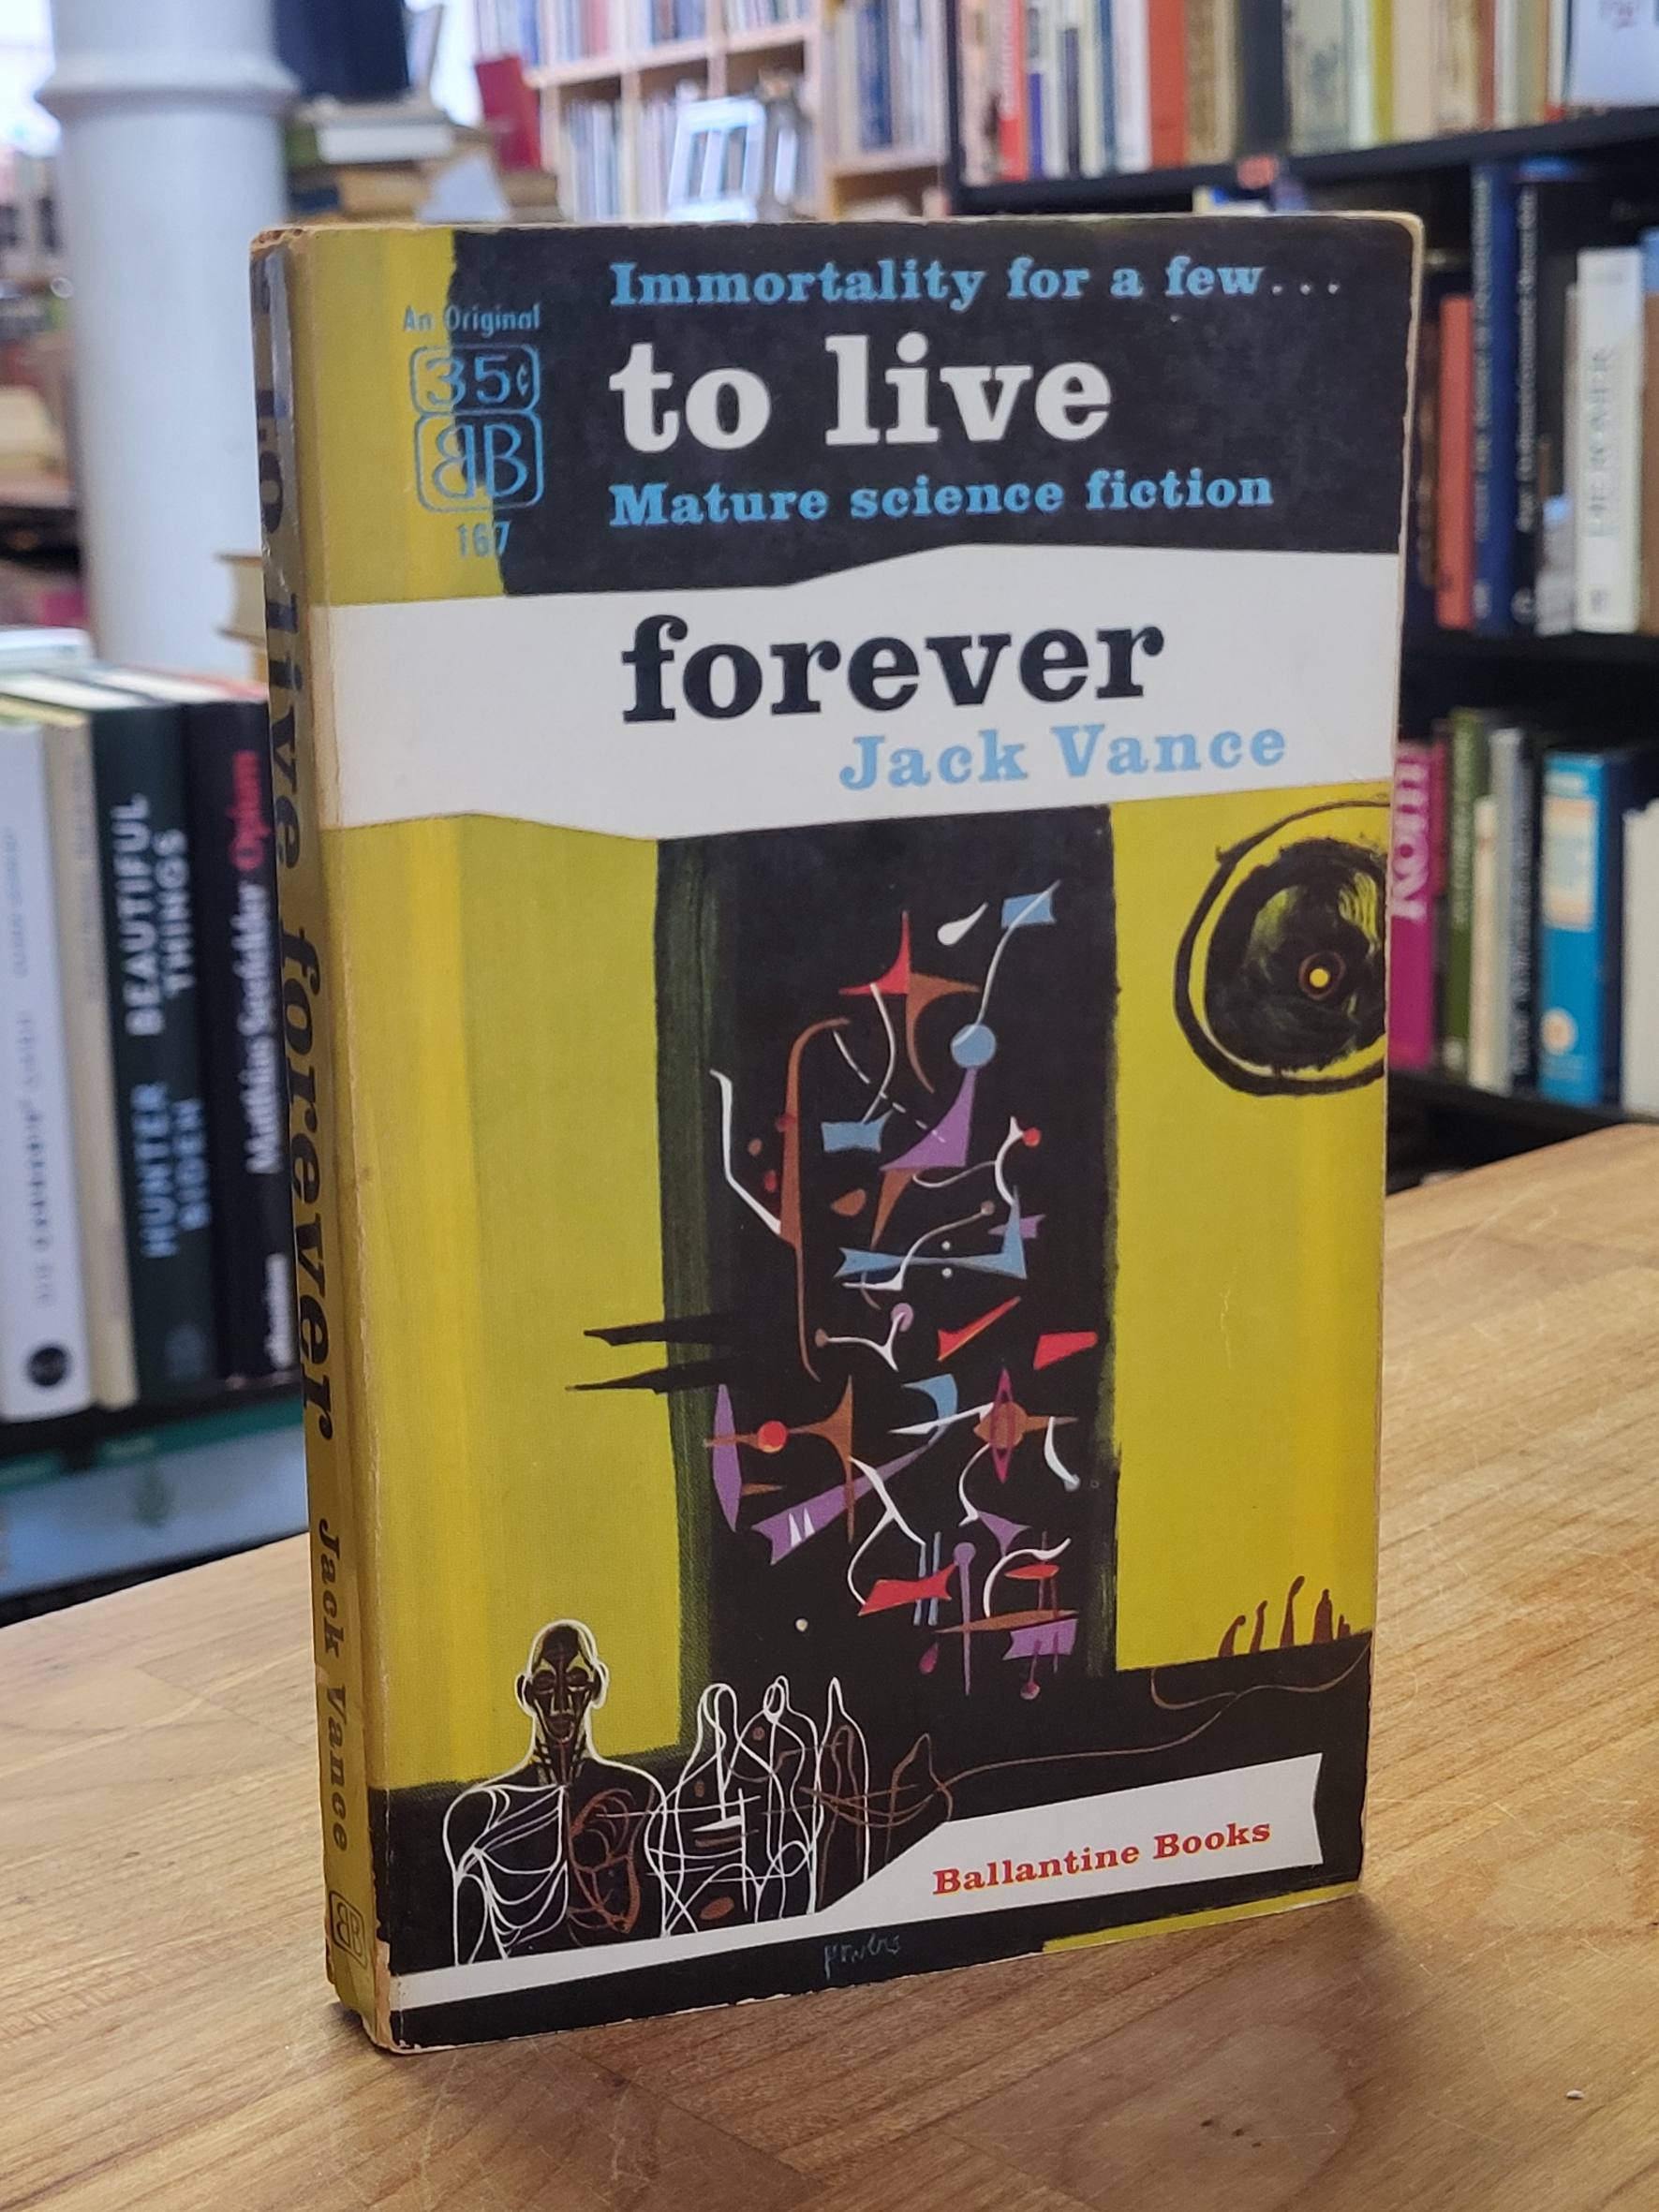 Immortality for a few...
An Original
35¢
BB
167
to live
Mature science fiction
forever
Jack Vance
Ballantine Books
powers
to live forever Jack Vance
BB
BEAUTIFUL
THINGS
HUNTER
BIDEN
Matthias Seefelder Opium